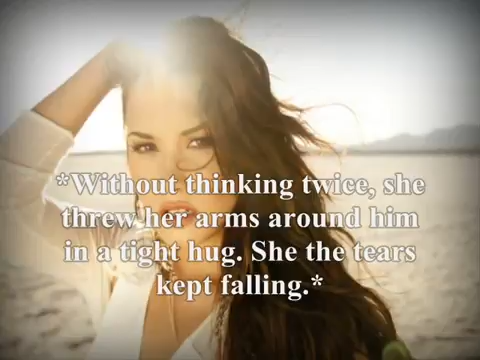 *Without thinking twice, she
threw her arms around him
in a tight hug. She the tears
kept falling.*